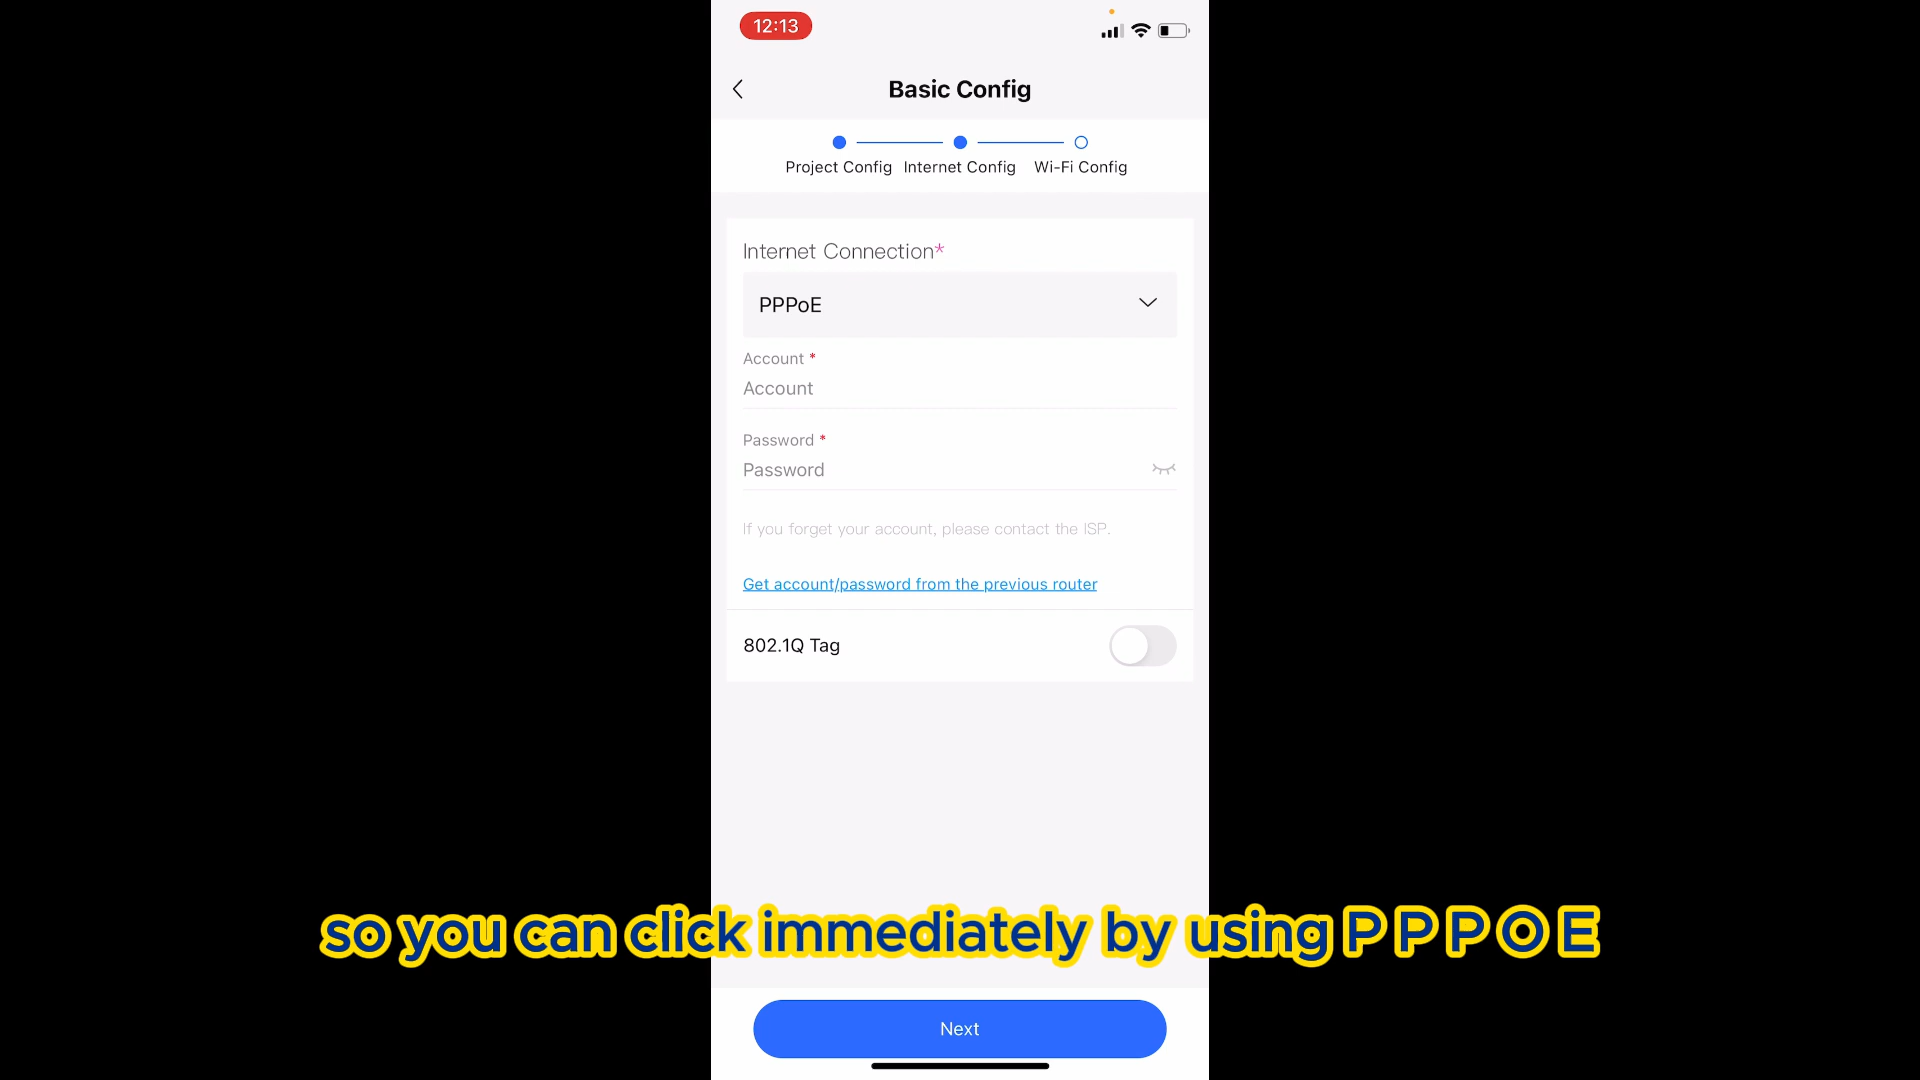 12:13
Basic Config
Project Config Internet Config Wi-Fi Config
Internet Connection*
PPPoE
Account *
Account
Password *
Password
If you forget your account, please contact the ISP.
Get account/password from the previous router
802.1Q Tag
so you can click immediately by using P P P O E
Next